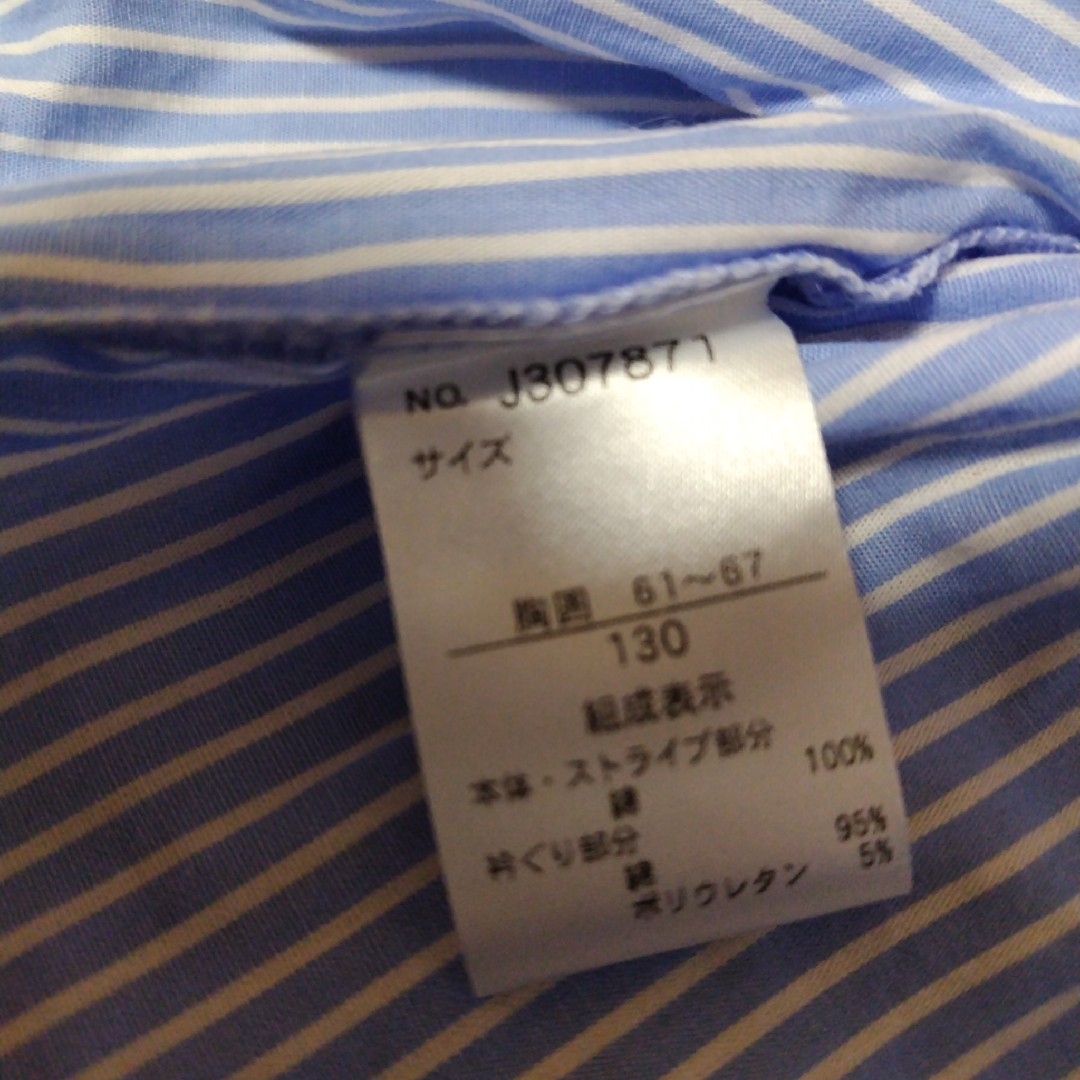 NO. J307871
サイズ
胸囲 61～67
130
組成表示
本体・ストライプ部分
綿 100%
衿ぐり部分
綿 95%
ポリウレタン 5%